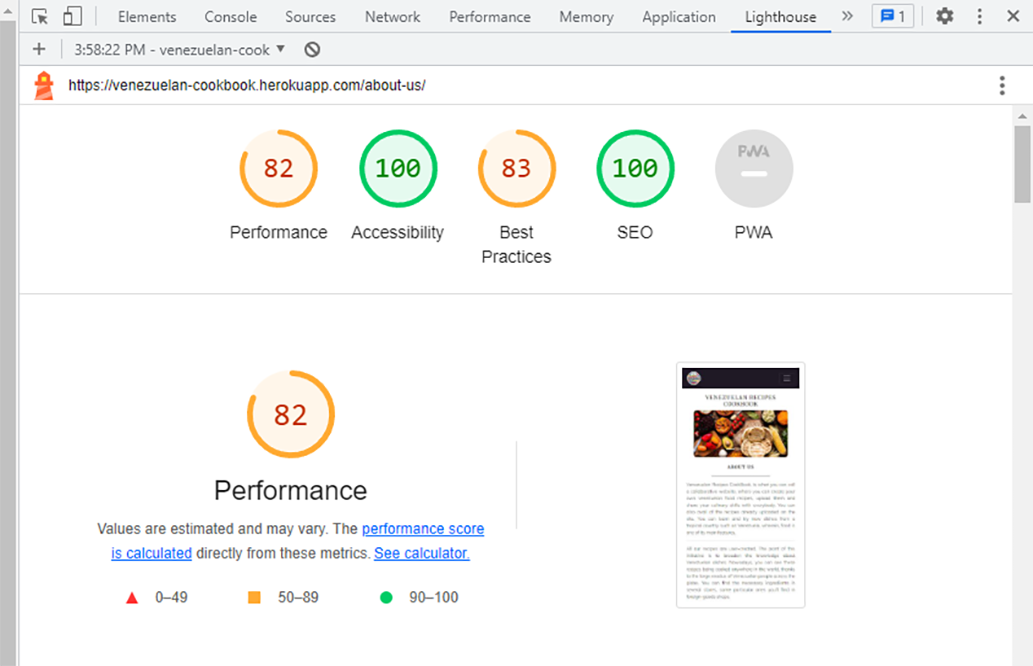 Elements Console Sources Network Performance Memory Application Lighthouse » 1
3:58:22 PM - venezuelan-cook
https://venezuelan-cookbook.herokuapp.com/about-us/
82 100 83 100 PWA
Performance Accessibility Best Practices SEO PWA
82
Performance
Values are estimated and may vary. The performance score
is calculated directly from these metrics. See calculator.
0–49 50–89 90–100
VENEZUELAN RECIPES
COOKBOOK
ABOUT US